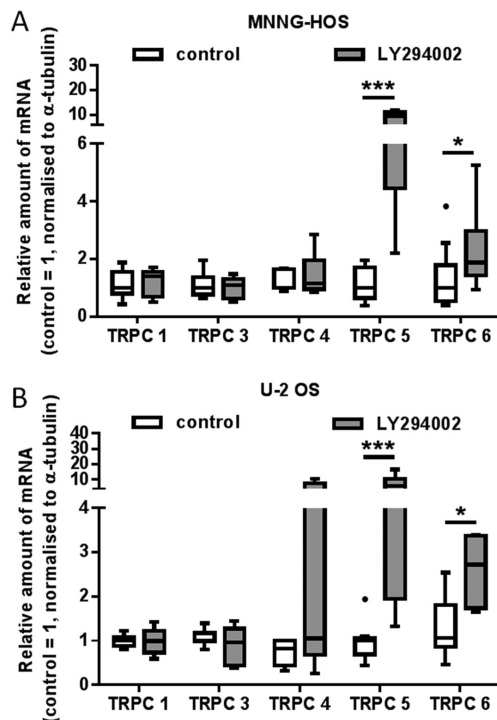 A
MNNG-HOS
control
LY294002
Relative amount of mRNA
(control = 1, normalised to α-tubulin)
30
20
10
6
4
2
0
***
*
TRPC 1
TRPC 3
TRPC 4
TRPC 5
TRPC 6
B
U-2 OS
control
LY294002
Relative amount of mRNA
(control = 1, normalised to α-tubulin)
40
30
20
10
4
3
2
1
0
***
*
TRPC 1
TRPC 3
TRPC 4
TRPC 5
TRPC 6